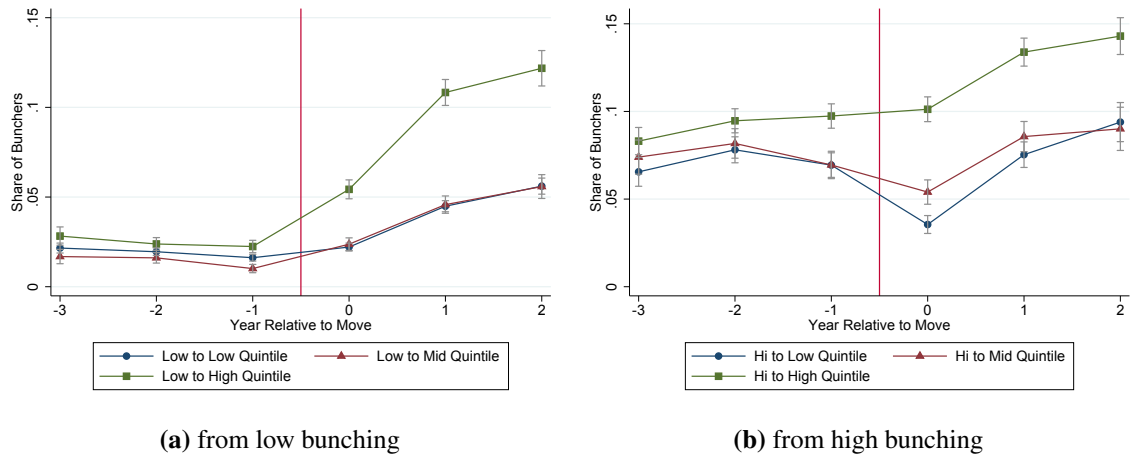 Share of Bunchers
0
.05
.1
.15
-3
-2
-1
0
1
2
Year Relative to Move
Low to Low Quintile
Low to Mid Quintile
Low to High Quintile
(a) from low bunching
Share of Bunchers
0
.05
.1
.15
-3
-2
-1
0
1
2
Year Relative to Move
Hi to Low Quintile
Hi to Mid Quintile
Hi to High Quintile
(b) from high bunching